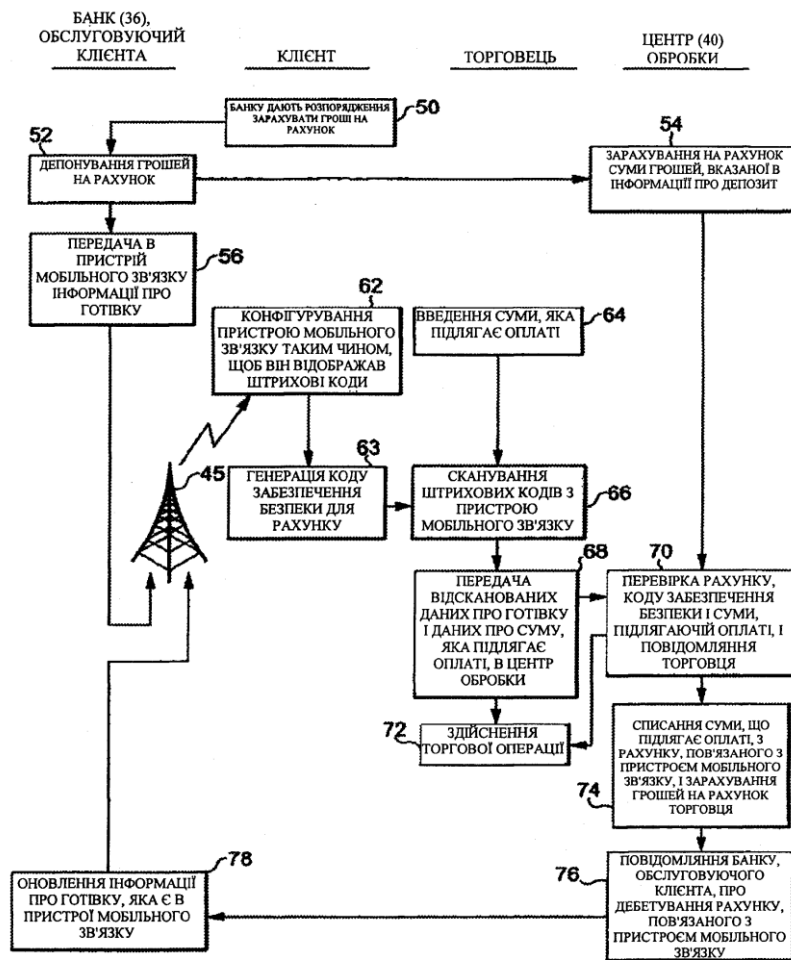 БАНК (36),
ОБСЛУГОВУЮЧИЙ
КЛІЄНТА
КЛІЄНТ
ТОРГОВЕЦЬ
ЦЕНТР (40)
ОБРОБКИ
БАНКУ ДАЮТЬ РОЗПОРЯДЖЕННЯ
ЗАРАХУВАТИ ГРОШІ НА
РАХУНОК
50
52
ДЕПОНУВАННЯ ГРОШЕЙ
НА РАХУНОК
54
ЗАРАХУВАННЯ НА РАХУНОК
СУМИ ГРОШЕЙ, ВКАЗАНОЇ В
ІНФОРМАЦІЇЇ ПРО ДЕПОЗИТ
ПЕРЕДАЧА В
ПРИСТРІЙ
МОБІЛЬНОГО ЗВ'ЯЗКУ
ІНФОРМАЦІЇ ПРО
ГОТІВКУ
56
62
КОНФІГУРУВАННЯ
ПРИСТРОЮ МОБІЛЬНОГО
ЗВ'ЯЗКУ ТАКИМ ЧИНОМ,
ЩОБ ВІН ВІДОБРАЖАВ
ШТРИХОВІ КОДИ
ВВЕДЕННЯ СУМИ, ЯКА
ПІДЛЯГАЄ ОПЛАТІ
64
45
63
ГЕНЕРАЦІЯ КОДУ
ЗАБЕЗПЕЧЕННЯ
БЕЗПЕКИ ДЛЯ
РАХУНКУ
СКАНУВАННЯ
ШТРИХОВИХ КОДІВ З
ПРИСТРОЮ
МОБІЛЬНОГО ЗВ'ЯЗКУ
66
68
ПЕРЕДАЧА
ВІДСКАНОВАНИХ
ДАНИХ ПРО ГОТІВКУ
І ДАНИХ ПРО СУМУ,
ЯКА ПІДЛЯГАЄ
ОПЛАТІ, В ЦЕНТР
ОБРОБКИ
70
ПЕРЕВІРКА РАХУНКУ,
КОДУ ЗАБЕЗПЕЧЕННЯ
БЕЗПЕКИ І СУМИ,
ПІДЛЯГАЮЧІЙ ОПЛАТІ, І
ПОВІДОМЛЯННЯ
ТОРГОВЦЯ
72
ЗДІЙСНЕННЯ
ТОРГОВОЇ ОПЕРАЦІЇ
74
СПИСАННЯ СУМИ, ЩО
ПІДЛЯГАЄ ОПЛАТІ, З
РАХУНКУ, ПОВ'ЯЗАНОГО З
ПРИСТРОЄМ МОБІЛЬНОГО
ЗВ'ЯЗКУ, І ЗАРАХУВАННЯ
ГРОШЕЙ НА РАХУНОК
ТОРГОВЦЯ
76
ПОВІДОМЛЯННЯ БАНКУ,
ОБСЛУГОВУЮЧОГО
КЛІЄНТА, ПРО
ДЕБЕТУВАННЯ РАХУНКУ,
ПОВ'ЯЗАНОГО З
ПРИСТРОЄМ МОБІЛЬНОГО
ЗВ'ЯЗКУ
78
ОНОВЛЕННЯ ІНФОРМАЦІЇ
ПРО ГОТІВКУ, ЯКА Є В
ПРИСТРОЇ МОБІЛЬНОГО
ЗВ'ЯЗКУ